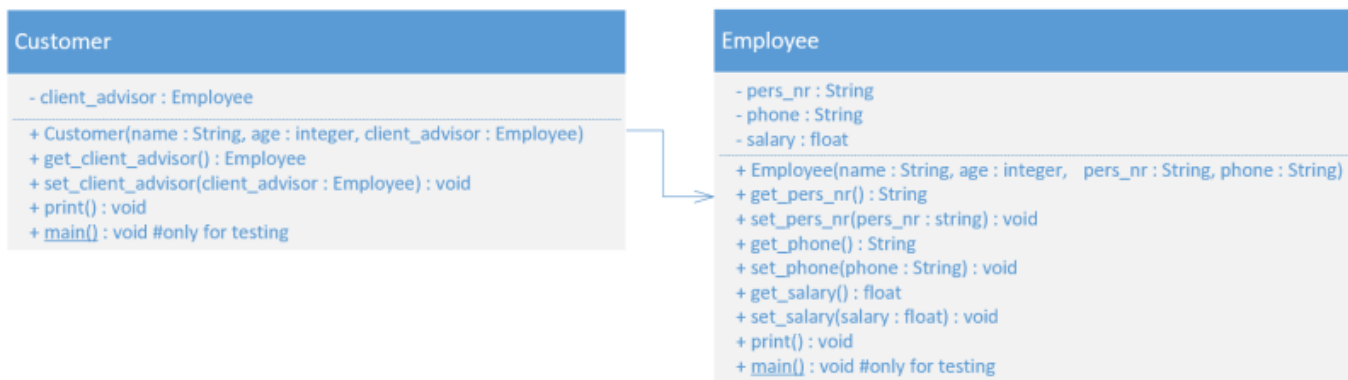 Customer
- client_advisor : Employee
+ Customer(name : String, age : integer, client_advisor : Employee)
+ get_client_advisor() : Employee
+ set_client_advisor(client_advisor : Employee) : void
+ print() : void
+ main() : void #only for testing
Employee
- pers_nr : String
- phone : String
- salary : float
+ Employee(name : String, age : integer, pers_nr : String, phone : String)
+ get_pers_nr() : String
+ set_pers_nr(pers_nr : string) : void
+ get_phone() : String
+ set_phone(phone : String) : void
+ get_salary() : float
+ set_salary(salary : float) : void
+ print() : void
+ main() : void #only for testing